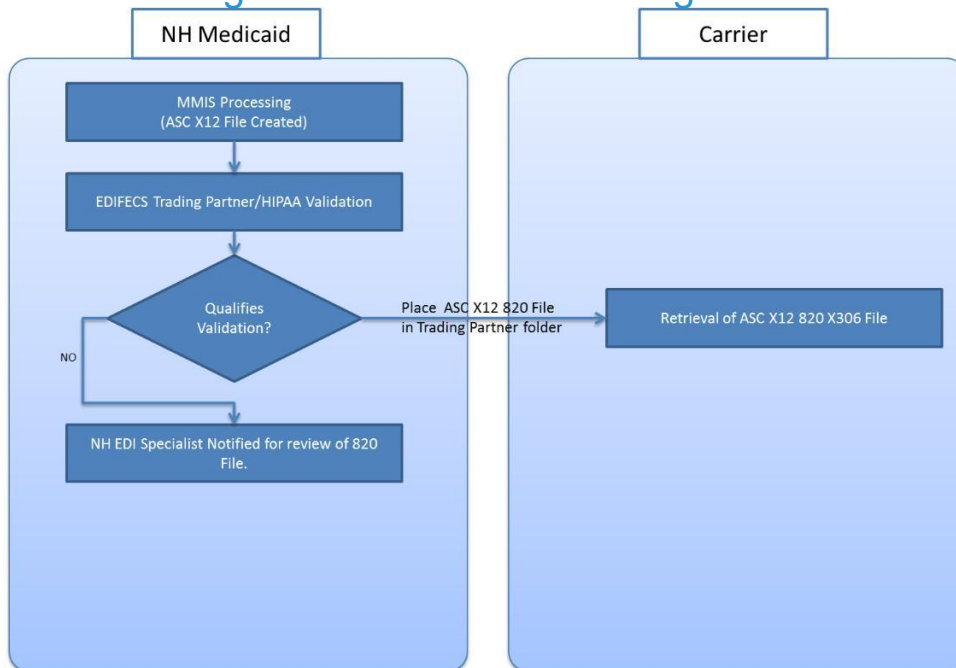 NH Medicaid
Carrier
MMIS Processing
(ASC X12 File Created)
EDIFECS Trading Partner/HIPAA Validation
Qualifies
Validation?
Place ASC X12 820 File
in Trading Partner folder
Retrieval of ASC X12 820 X306 File
NO
NH EDI Specialist Notified for review of 820
File.